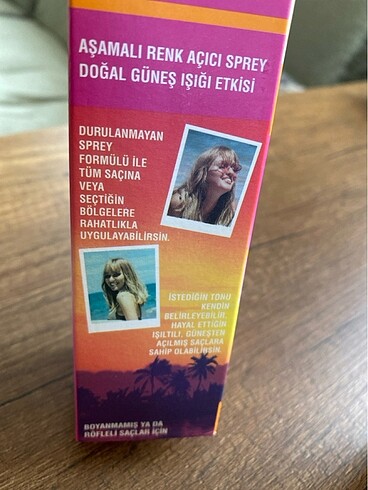 AŞAMALI RENK AÇICI SPREY
DOĞAL GÜNEŞ IŞIĞI ETKİSİ
DURULANMAYAN
SPREY
FORMÜLÜ İLE
TÜM SAÇINA
VEYA
SEÇTİĞİN
BÖLGELERE
RAHATLIKLA
UYGULAYABİLİRSİN.
İSTEDİĞİN TONU
KENDİN
BELİRLEYEBİLİR,
HAYAL ETTİĞİN
IŞILTILI, GÜNEŞTEN
AÇILMIŞ SAÇLARA
SAHİP OLABİLİRSİN.
BOYANMAMIŞ YA DA
RÖFLELİ SAÇLAR İÇİN